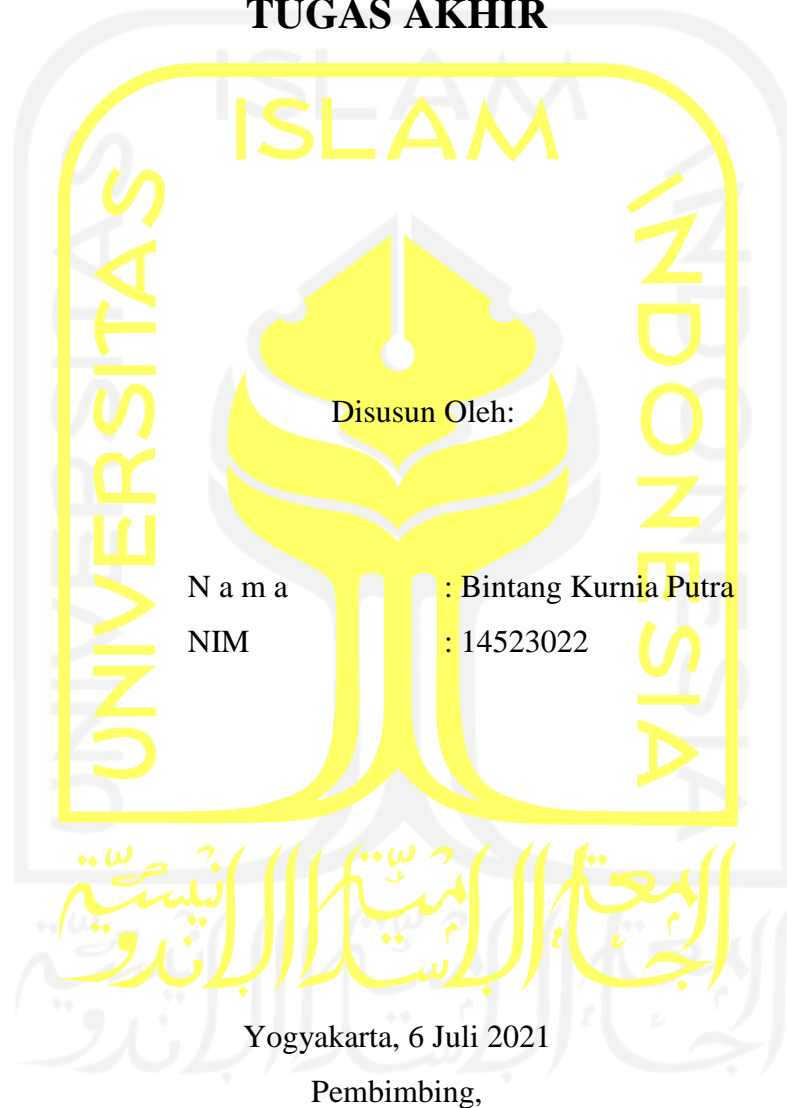 TUGAS AKHIR
ISLAM
UNIVERSITAS
INDONESIA
Disusun Oleh:
N a m a : Bintang Kurnia Putra
NIM : 14523022
الجامعة الإسلامية الإندونيسية
Yogyakarta, 6 Juli 2021
Pembimbing,